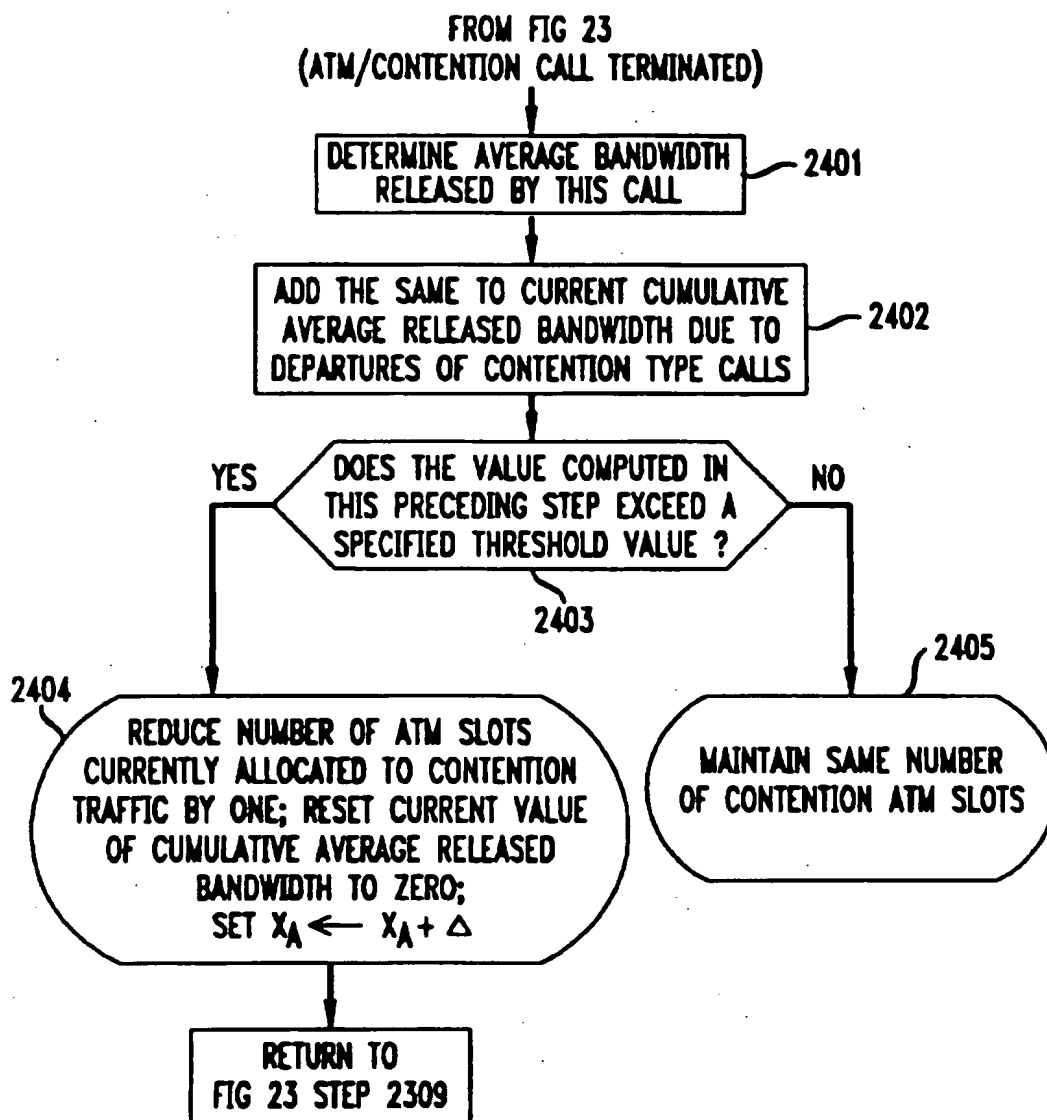 FROM FIG 23
(ATM/CONTENTION CALL TERMINATED)
DETERMINE AVERAGE BANDWIDTH
RELEASED BY THIS CALL
2401
ADD THE SAME TO CURRENT CUMULATIVE
AVERAGE RELEASED BANDWIDTH DUE TO
DEPARTURES OF CONTENTION TYPE CALLS
2402
YES
DOES THE VALUE COMPUTED IN
THIS PRECEDING STEP EXCEED A
SPECIFIED THRESHOLD VALUE ?
NO
2403
2404
REDUCE NUMBER OF ATM SLOTS
CURRENTLY ALLOCATED TO CONTENTION
TRAFFIC BY ONE; RESET CURRENT VALUE
OF CUMULATIVE AVERAGE RELEASED
BANDWIDTH TO ZERO;
SET X_A ← X_A + Δ
2405
MAINTAIN SAME NUMBER
OF CONTENTION ATM SLOTS
RETURN TO
FIG 23 STEP 2309